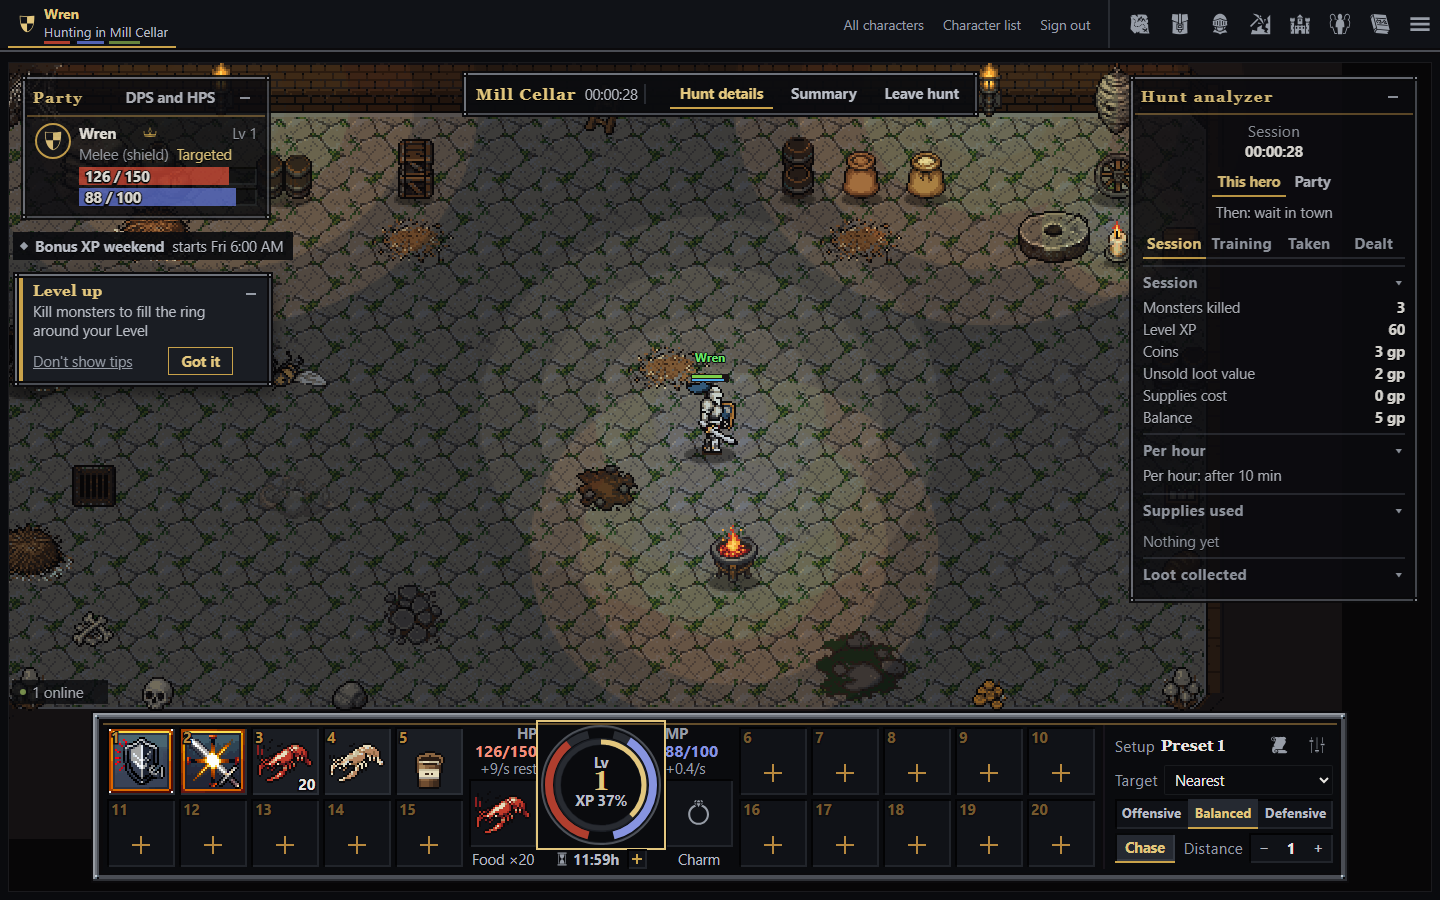 Wren
Hunting in Mill Cellar
All characters
Character list
Sign out
Party
DPS and HPS
Wren
Lv 1
Melee (shield) Targeted
126 / 150
88 / 100
Bonus XP weekend starts Fri 6:00 AM
Level up
Kill monsters to fill the ring
around your Level
Don't show tips
Got it
Mill Cellar 00:00:28
Hunt details
Summary
Leave hunt
Hunt analyzer
Session
00:00:28
This hero
Party
Then: wait in town
Session
Training
Taken
Dealt
Session
Monsters killed 3
Level XP 60
Coins 3 gp
Unsold loot value 2 gp
Supplies cost 0 gp
Balance 5 gp
Per hour
Per hour: after 10 min
Supplies used
Nothing yet
Loot collected
Wren
1 online
1
2
3
20
4
5
HP
126/150
+9/s rest
Lv
1
XP 37%
MP
88/100
+0.4/s
6
7
8
9
10
11
12
13
14
15
Food ×20
11:59h +
Charm
16
17
18
19
20
Setup Preset 1
Target Nearest
Offensive
Balanced
Defensive
Chase
Distance
− 1 +